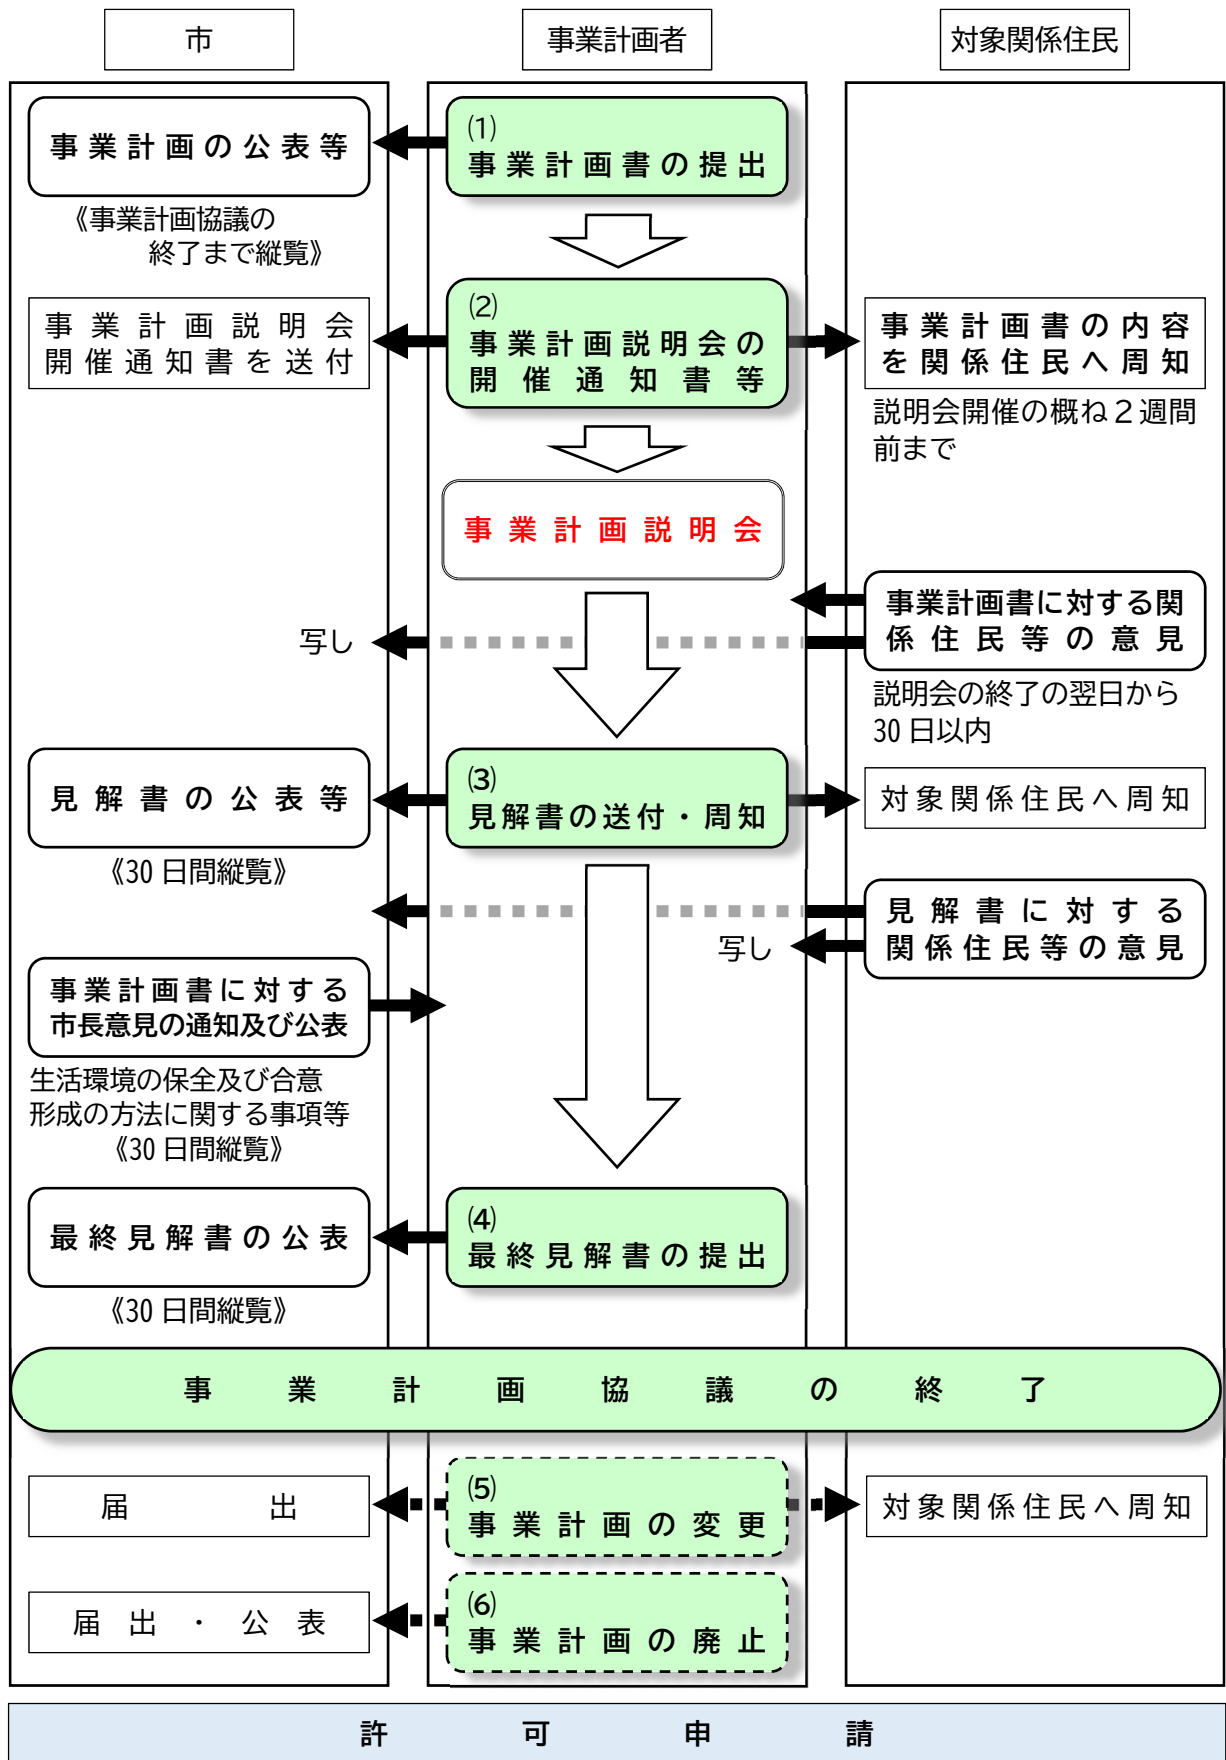 市
事業計画者
対象関係住民
事業計画の公表等
⑴
事業計画書の提出
《事業計画協議の
終了まで縦覧》
事業計画説明会
開催通知書を送付
⑵
事業計画説明会の
開催通知書等
事業計画書の内容
を関係住民へ周知
説明会開催の概ね２週間
前まで
事業計画説明会
事業計画書に対する関
係住民等の意見
写し
説明会の終了の翌日から
30日以内
見解書の公表等
⑶
見解書の送付・周知
対象関係住民へ周知
《30日間縦覧》
見解書に対する
関係住民等の意見
写し
事業計画書に対する
市長意見の通知及び公表
生活環境の保全及び合意
形成の方法に関する事項等
《30日間縦覧》
最終見解書の公表
⑷
最終見解書の提出
《30日間縦覧》
事業計画協議の終了
届出
⑸
事業計画の変更
対象関係住民へ周知
届出・公表
⑹
事業計画の廃止
許可申請